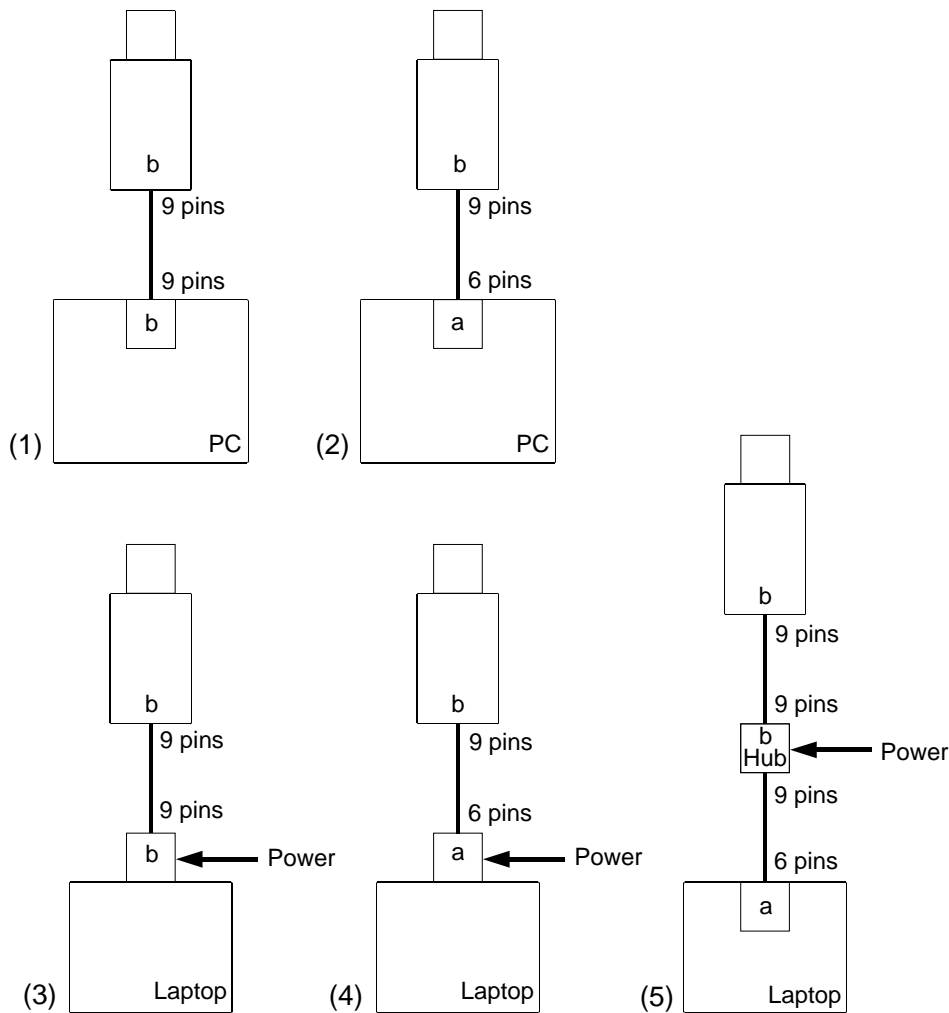 b
9 pins
9 pins
b
PC
(1)
b
9 pins
6 pins
a
PC
(2)
b
9 pins
9 pins
b
Power
Laptop
(3)
b
9 pins
6 pins
a
Power
Laptop
(4)
b
9 pins
9 pins
b
Hub
Power
9 pins
6 pins
a
Laptop
(5)